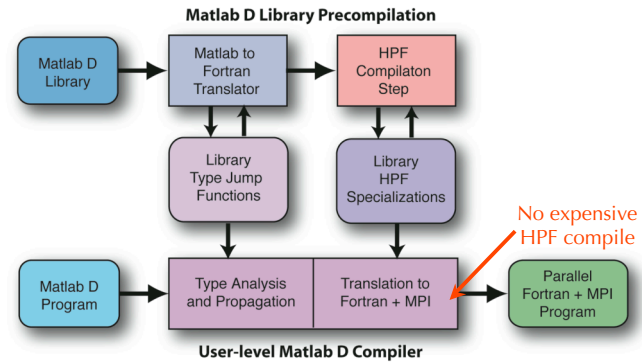 Matlab D Library Precompilation
Matlab D
Library
Matlab to
Fortran
Translator
HPF
Compilaton
Step
Library
Type Jump
Functions
Library
HPF
Specializations
No expensive
HPF compile
Matlab D
Program
Type Analysis
and Propagation
Translation to
Fortran + MPI
Parallel
Fortran + MPI
Program
User-level Matlab D Compiler